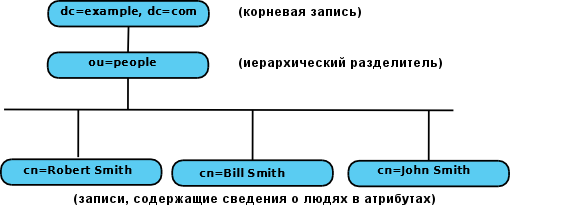 dc=example, dc=com (корневая запись)
ou=people (иерархический разделитель)
cn=Robert Smith cn=Bill Smith cn=John Smith
(записи, содержащие сведения о людях в атрибутах)